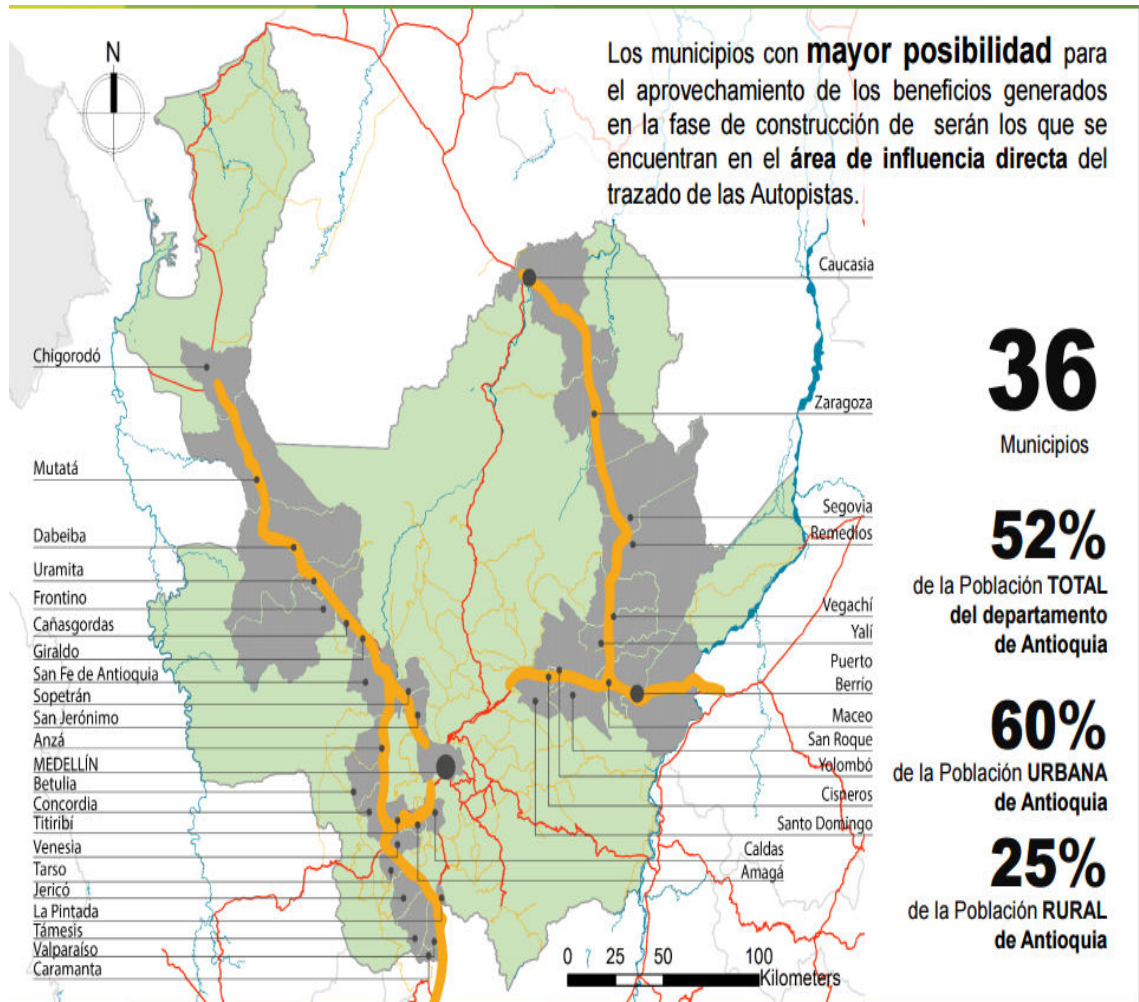 N
Los municipios con mayor posibilidad para
el aprovechamiento de los beneficios generados
en la fase de construcción de serán los que se
encuentran en el área de influencia directa del
trazado de las Autopistas.
Chigorodó
Mutatá
Dabeiba
Uramita
Frontino
Cañasgordas
Giraldo
San Fe de Antioquia
Sopetrán
San Jerónimo
Anzá
MEDELLÍN
Betulia
Concordia
Titiribí
Venesia
Tarso
Jericó
La Pintada
Támesis
Valparaíso
Caramanta
Caucasia
Zaragoza
Segovia
Remedios
Vegachí
Yalí
Puerto
Berrío
Maceo
San Roque
Yolombó
Cisneros
Santo Domingo
Caldas
Amagá
36
Municipios
52%
de la Población TOTAL
del departamento
de Antioquia
60%
de la Población URBANA
de Antioquia
25%
de la Población RURAL
de Antioquia
0 25 50 100
Kilometers